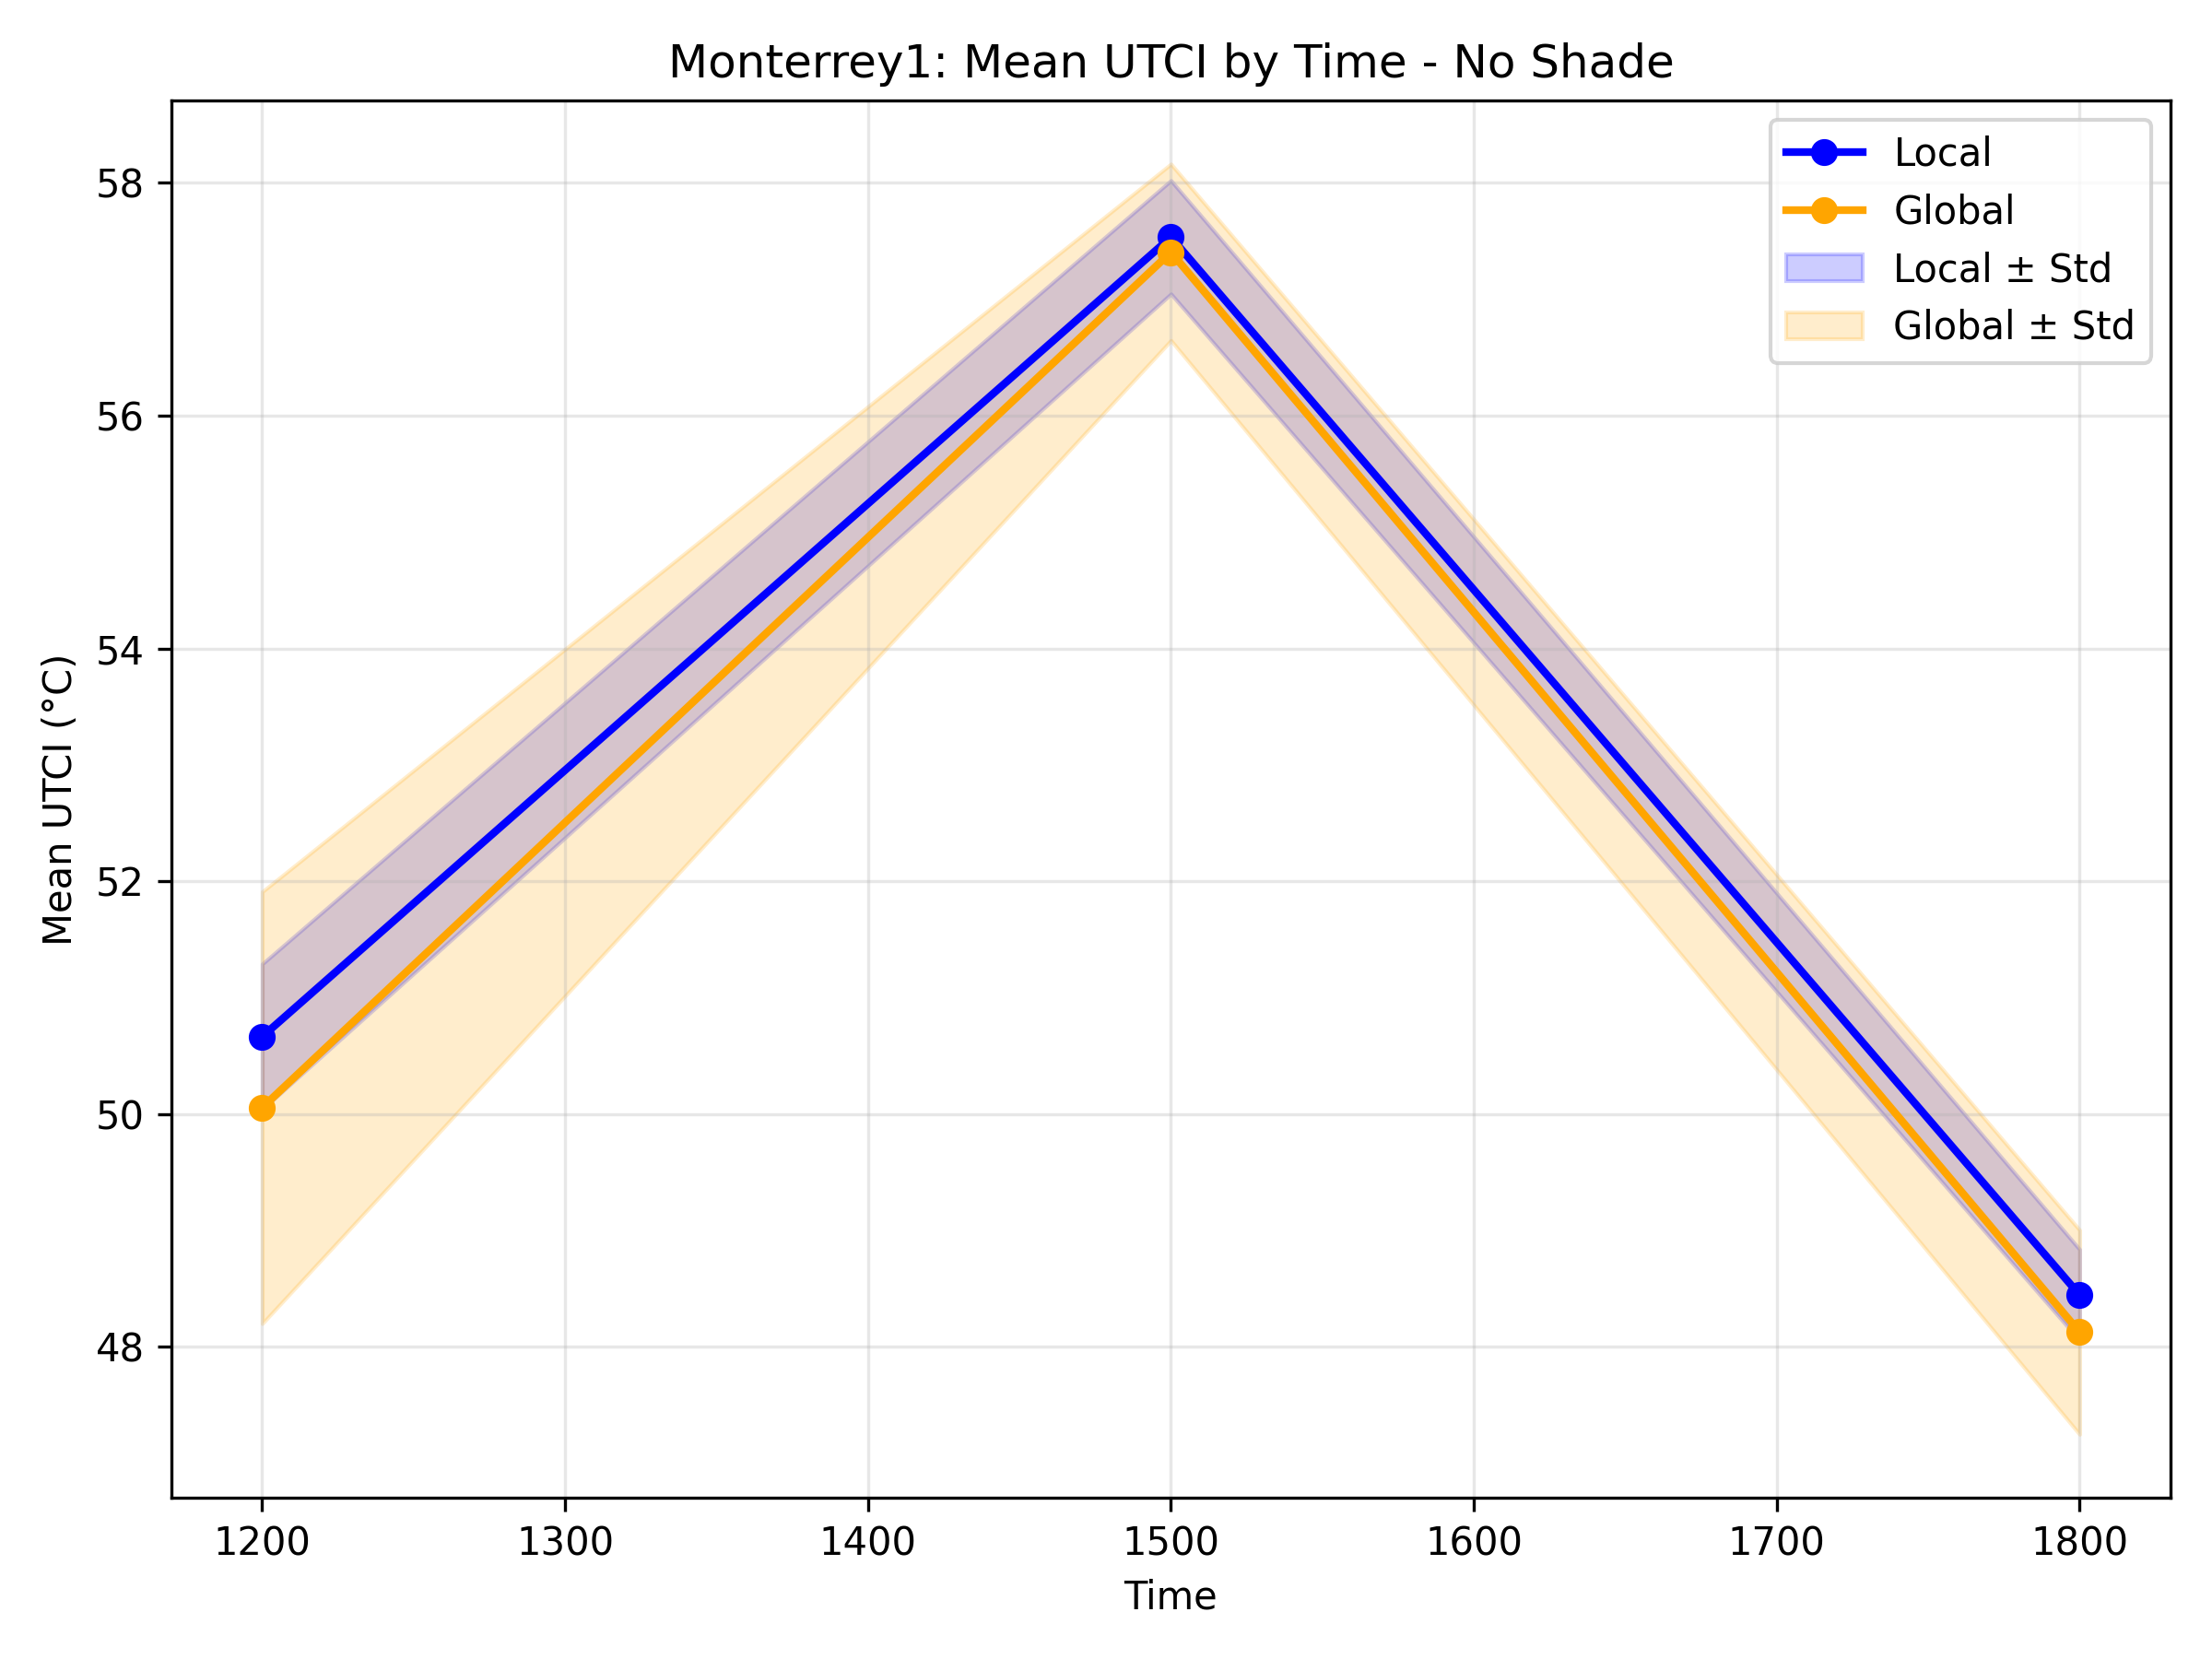 Monterrey1: Mean UTCI by Time - No Shade
Local
Global
Local ± Std
Global ± Std
Mean UTCI (°C)
58
56
54
52
50
48
1200 1300 1400 1500 1600 1700 1800
Time